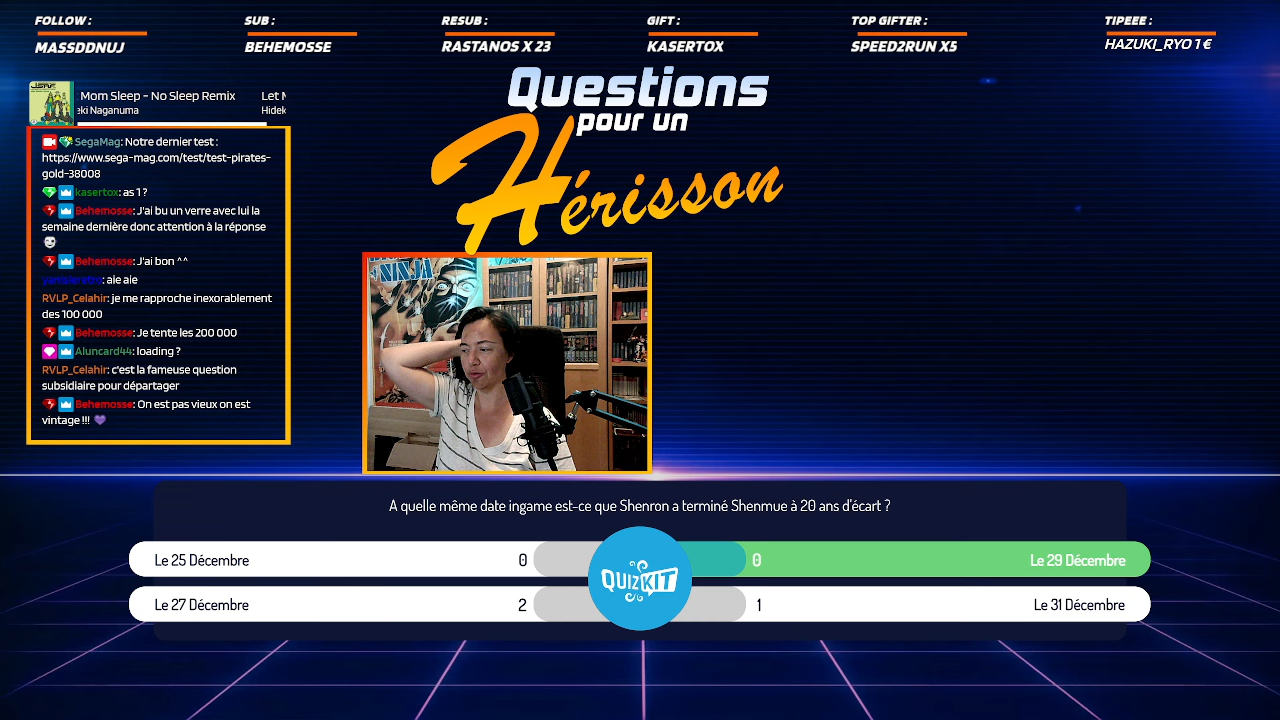 FOLLOW :
MASSDDNUJ
SUB :
BEHEMOSSE
RESUB :
RASTANOS X 23
GIFT :
KASERTOX
TOP GIFTER :
SPEED2RUN X5
TIPEEE :
HAZUKI_RYO 1 €
Questions
pour un
Hérisson
Mom Sleep - No Sleep Remix
Let M
eki Naganuma
Hidek
SegaMag: Notre dernier test :
https://www.sega-mag.com/test/test-pirates-
gold-38008
kasertox: as 1 ?
Behemosse: J'ai bu un verre avec lui la
semaine dernière donc attention à la réponse
Behemosse: J'ai bon ^^
: aie aie
RVLP_Celahir: je me rapproche inexorablement
des 100 000
Behemosse: Je tente les 200 000
Aluncard44: loading ?
RVLP_Celahir: c'est la fameuse question
subsidiaire pour départager
Behemosse: On est pas vieux on est
vintage !!!
NINJA
A quelle même date ingame est-ce que Shenron a terminé Shenmue à 20 ans d'écart ?
Le 25 Décembre 0
0 Le 29 Décembre
Le 27 Décembre 2
1 Le 31 Décembre
QUIZKIT